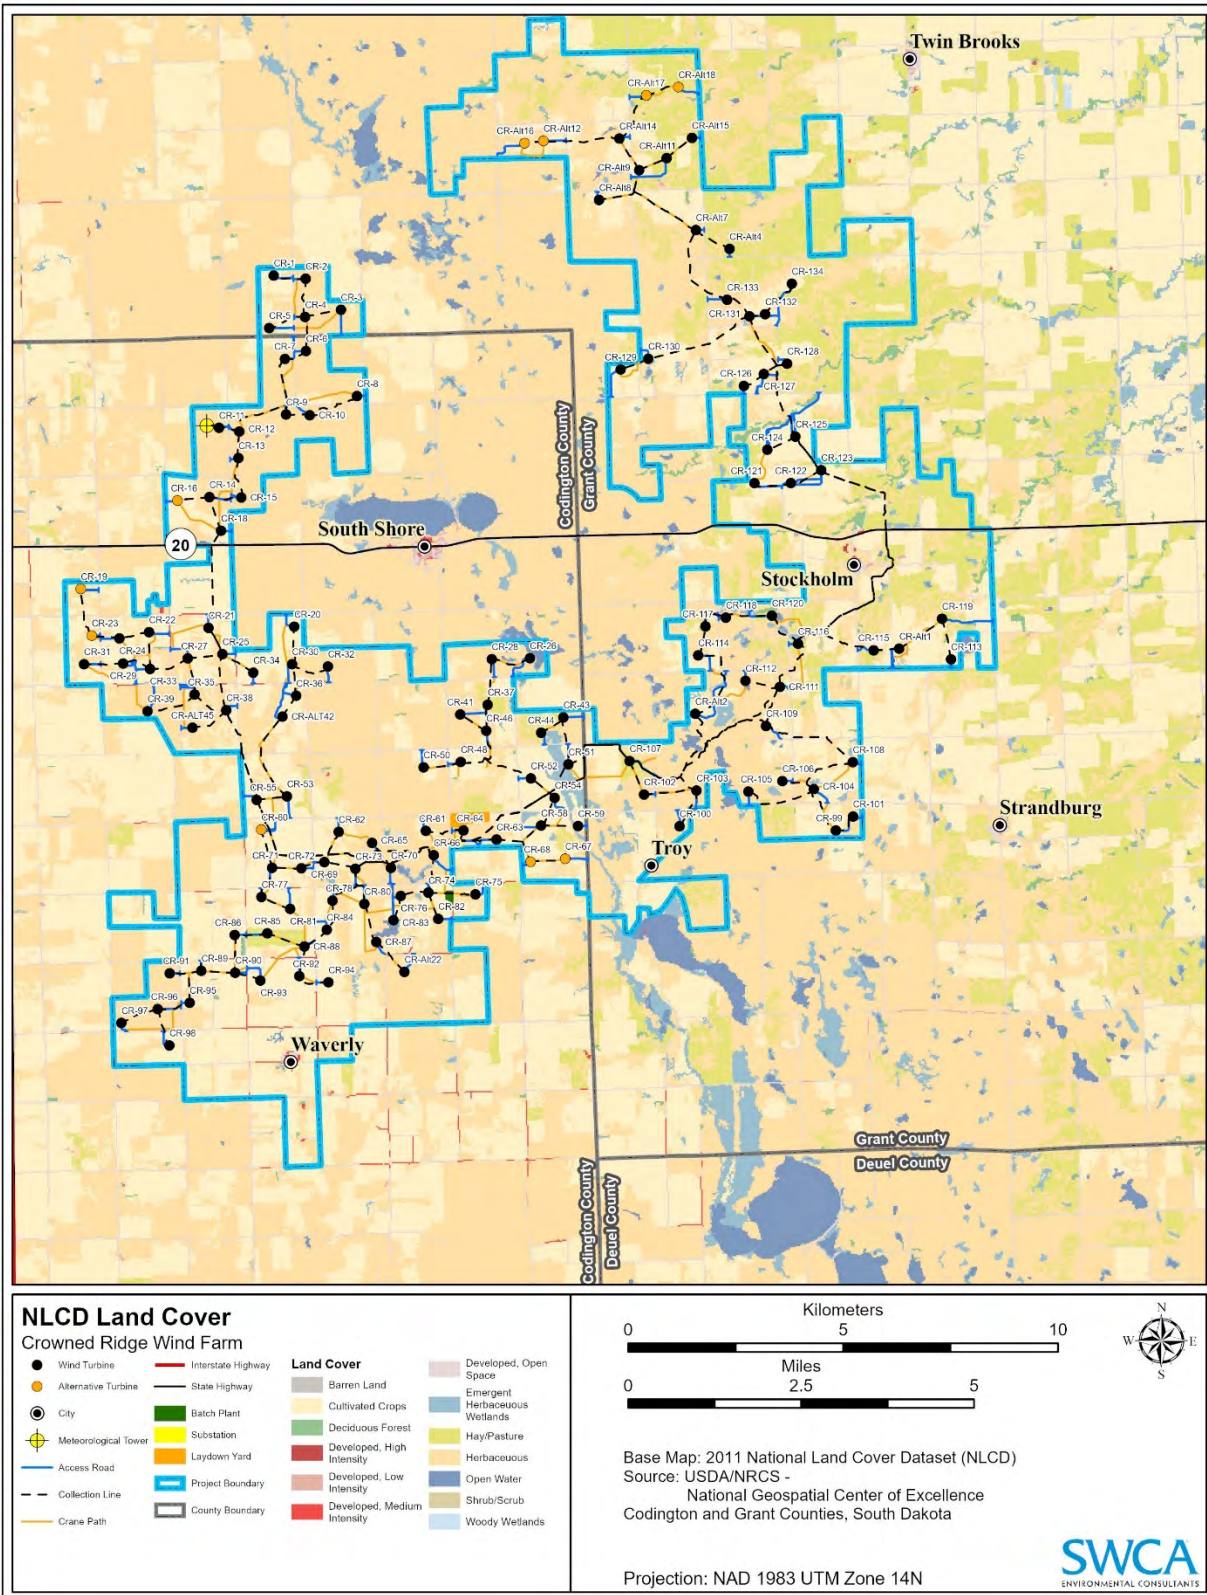 Twin Brooks
CR-Alt17
CR-Alt18
CR-Alt16
CR-Alt12
CR-Alt14
CR-Alt15
CR-Alt11
CR-Alt9
CR-Alt8
CR-Alt7
CR-Alt4
CR-1
CR-2
CR-134
CR-3
CR-4
CR-133
CR-132
CR-5
CR-131
CR-6
CR-7
CR-130
CR-129
CR-128
CR-126
CR-127
CR-8
CR-9
CR-10
CR-11
CR-12
Codington County
Grant County
CR-125
CR-13
CR-124
CR-123
CR-16
CR-14
CR-15
CR-121
CR-122
CR-18
South Shore
20
Stockholm
CR-19
CR-20
CR-23
CR-22
CR-21
CR-117
CR-118
CR-120
CR-119
CR-31
CR-24
CR-27
CR-25
CR-30
CR-32
CR-28
CR-26
CR-116
CR-115
CR-Alt1
CR-113
CR-29
CR-33
CR-34
CR-114
CR-35
CR-36
CR-37
CR-112
CR-111
CR-39
CR-38
CR-ALT45
CR-ALT42
CR-41
CR-46
CR-44
CR-43
CR-Alt2
CR-109
CR-50
CR-48
CR-51
CR-107
CR-108
CR-52
CR-106
CR-55
CR-53
CR-54
CR-102
CR-103
CR-105
CR-104
CR-101
CR-60
CR-62
CR-61
CR-64
CR-63
CR-58
CR-59
CR-100
CR-99
Strandburg
CR-65
CR-66
CR-68
CR-67
Troy
CR-71
CR-72
CR-69
CR-73
CR-70
CR-77
CR-78
CR-80
CR-74
CR-75
CR-76
CR-82
CR-86
CR-85
CR-81
CR-84
CR-83
CR-88
CR-87
CR-91
CR-89
CR-90
CR-92
CR-94
CR-Alt22
CR-93
CR-96
CR-95
CR-97
CR-98
Waverly
Grant County
Deuel County
Codington County
Deuel County
NLCD Land Cover
Crowned Ridge Wind Farm
Wind Turbine
Alternative Turbine
City
Meteorological Tower
Access Road
Collection Line
Crane Path
Interstate Highway
State Highway
Batch Plant
Substation
Laydown Yard
Project Boundary
County Boundary
Land Cover
Barren Land
Cultivated Crops
Deciduous Forest
Developed, High
Intensity
Developed, Low
Intensity
Developed, Medium
Intensity
Developed, Open
Space
Emergent
Herbaceuous
Wetlands
Hay/Pasture
Herbaceuous
Open Water
Shrub/Scrub
Woody Wetlands
Kilometers
0 5 10
Miles
0 2.5 5
N
W E
S
Base Map: 2011 National Land Cover Dataset (NLCD)
Source: USDA/NRCS -
National Geospatial Center of Excellence
Codington and Grant Counties, South Dakota
Projection: NAD 1983 UTM Zone 14N
SWCA
ENVIRONMENTAL CONSULTANTS